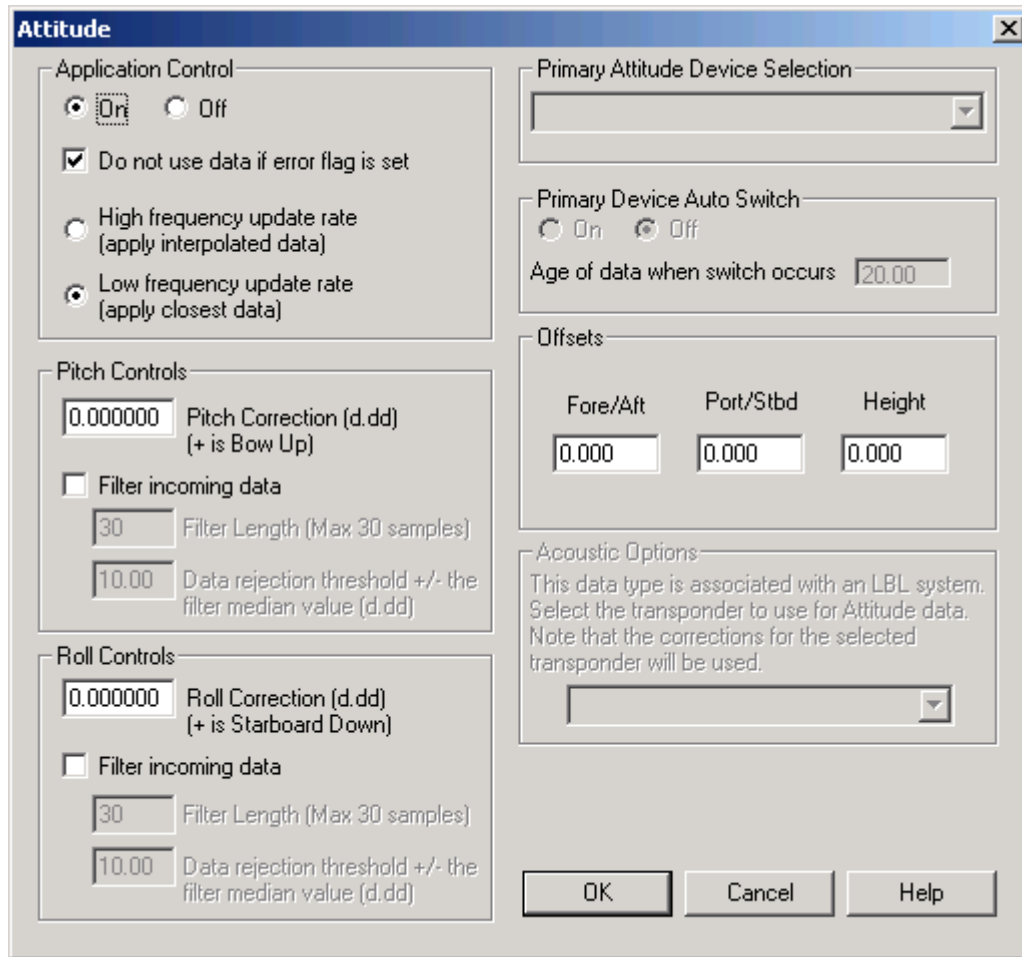 Attitude
Application Control
On Off
Do not use data if error flag is set
High frequency update rate
(apply interpolated data)
Low frequency update rate
(apply closest data)
Pitch Controls
0.000000 Pitch Correction (d.dd)
(+ is Bow Up)
Filter incoming data
30 Filter Length (Max 30 samples)
10.00 Data rejection threshold +/- the
filter median value (d.dd)
Roll Controls
0.000000 Roll Correction (d.dd)
(+ is Starboard Down)
Filter incoming data
30 Filter Length (Max 30 samples)
10.00 Data rejection threshold +/- the
filter median value (d.dd)
Primary Attitude Device Selection
Primary Device Auto Switch
On Off
Age of data when switch occurs 20.00
Offsets
Fore/Aft Port/Stbd Height
0.000 0.000 0.000
Acoustic Options
This data type is associated with an LBL system.
Select the transponder to use for Attitude data.
Note that the corrections for the selected
transponder will be used.
OK Cancel Help